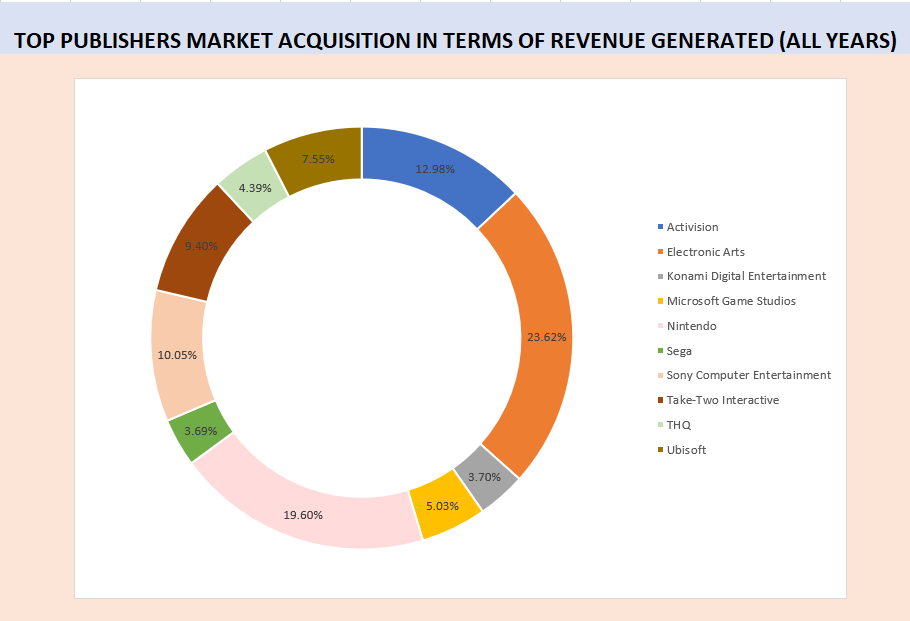 TOP PUBLISHERS MARKET ACQUISITION IN TERMS OF REVENUE GENERATED (ALL YEARS)
7.55%
12.98%
4.39%
9.40%
23.62%
10.05%
3.69%
3.70%
5.03%
19.60%
Activision
Electronic Arts
Konami Digital Entertainment
Microsoft Game Studios
Nintendo
Sega
Sony Computer Entertainment
Take-Two Interactive
THQ
Ubisoft